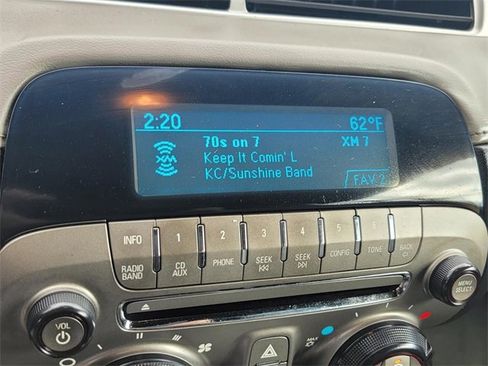 2:20 62°F
70s on 7 XM 7
XM Keep It Comin' L
KC/Sunshine Band FAV 2
INFO 1 2 3 4 5 6 BACK
RADIO BAND CD AUX PHONE SEEK SEEK CONFIG TONE
VOL
MENU SELECT
MAX